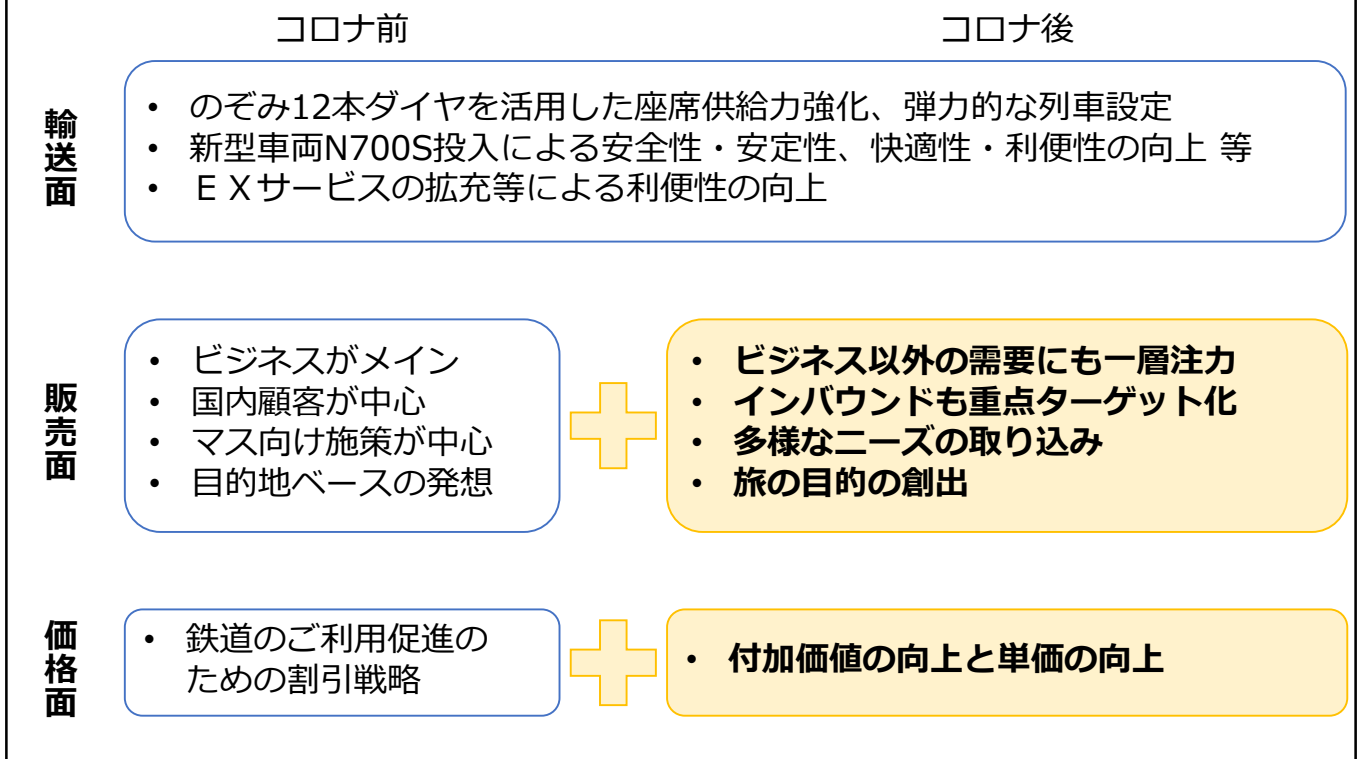 コロナ前
コロナ後
輸送面
• のぞみ12本ダイヤを活用した座席供給力強化、弾力的な列車設定
• 新型車両N700S投入による安全性・安定性、快適性・利便性の向上 等
• ＥＸサービスの拡充等による利便性の向上
販売面
• ビジネスがメイン
• 国内顧客が中心
• マス向け施策が中心
• 目的地ベースの発想
• ビジネス以外の需要にも一層注力
• インバウンドも重点ターゲット化
• 多様なニーズの取り込み
• 旅の目的の創出
価格面
• 鉄道のご利用促進の
ための割引戦略
• 付加価値の向上と単価の向上